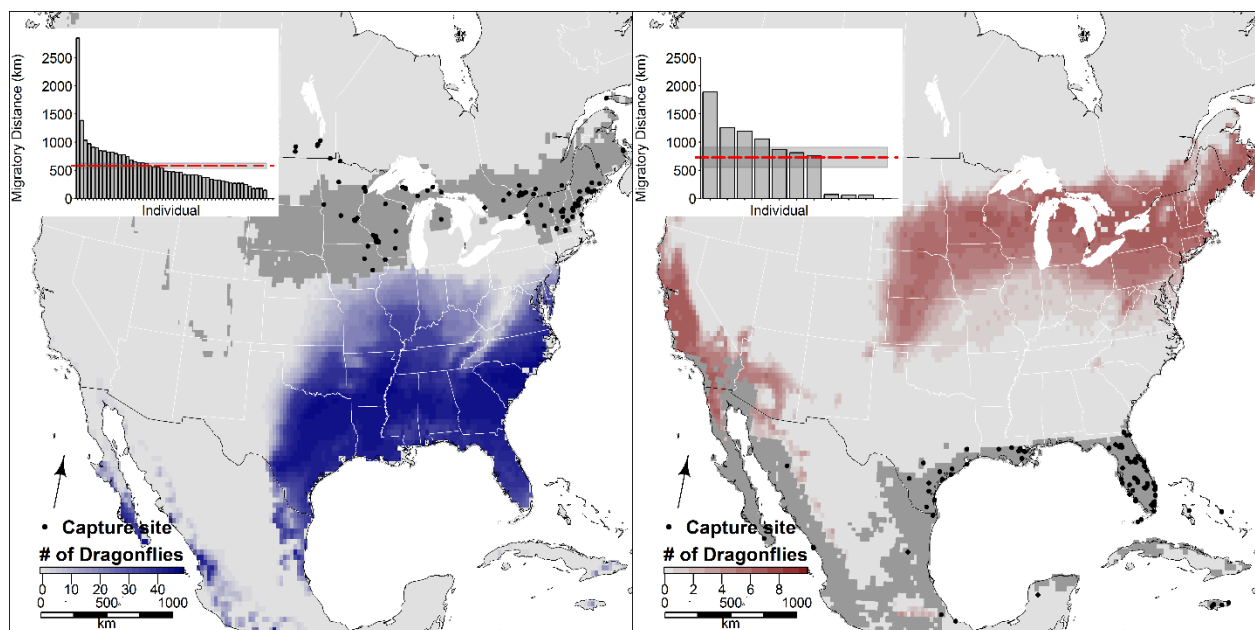 Migratory Distance (km)
2500
2000
1500
1000
500
0
Individual
• Capture site
# of Dragonflies
0 10 20 30 40
0 500 1000
km
Migratory Distance (km)
2500
2000
1500
1000
500
0
Individual
• Capture site
# of Dragonflies
0 2 4 6 8
0 500 1000
km